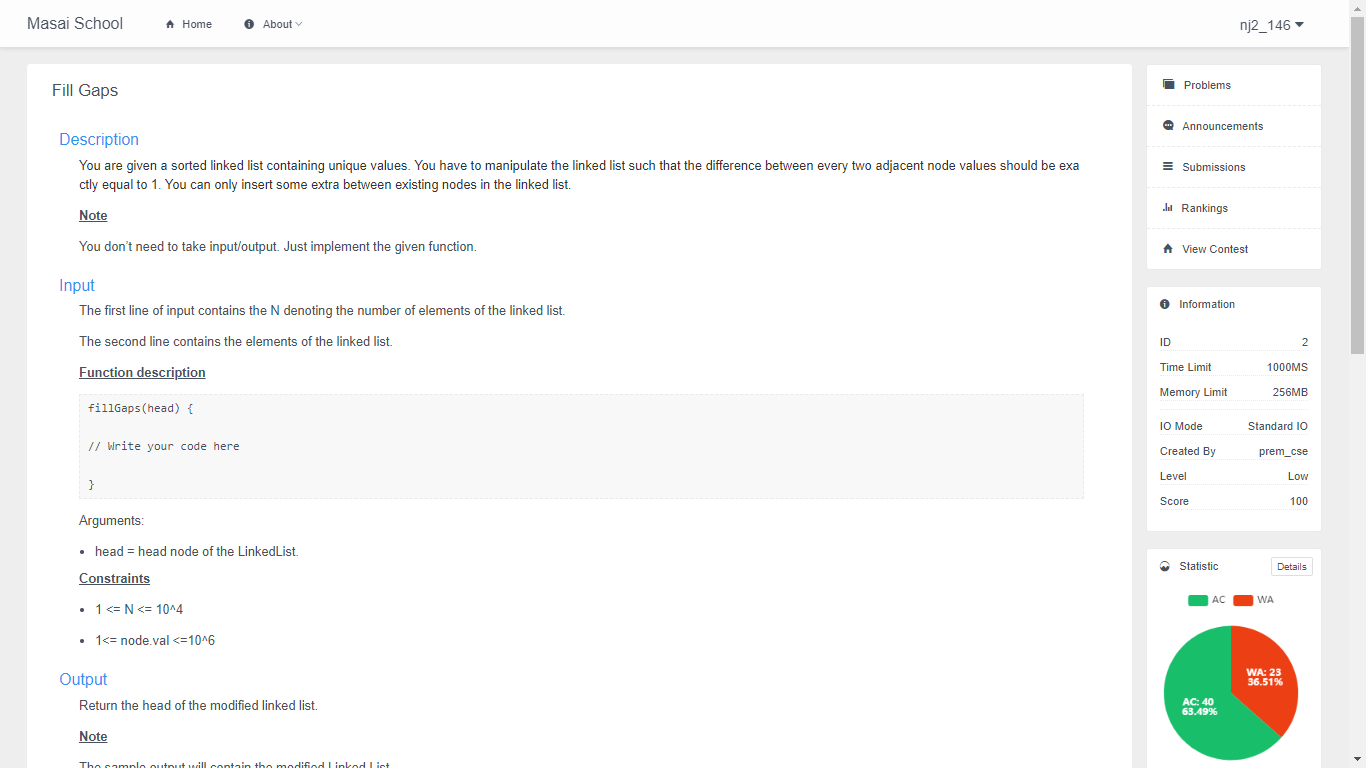 Masai School
Home
About
nj2_146
Fill Gaps
Description
You are given a sorted linked list containing unique values. You have to manipulate the linked list such that the difference between every two adjacent node values should be exa
ctly equal to 1. You can only insert some extra between existing nodes in the linked list.
Note
You don't need to take input/output. Just implement the given function.
Input
The first line of input contains the N denoting the number of elements of the linked list.
The second line contains the elements of the linked list.
Function description
fillGaps(head) {
// Write your code here
}
Arguments:
• head = head node of the LinkedList.
Constraints
• 1 <= N <= 10^4
• 1<= node.val <=10^6
Output
Return the head of the modified linked list.
Note
The sample output will contain the modified Linked List
Problems
Announcements
Submissions
Rankings
View Contest
Information
ID 2
Time Limit 1000MS
Memory Limit 256MB
IO Mode Standard IO
Created By prem_cse
Level Low
Score 100
Statistic Details
AC WA
WA: 23
36.51%
AC: 40
63.49%